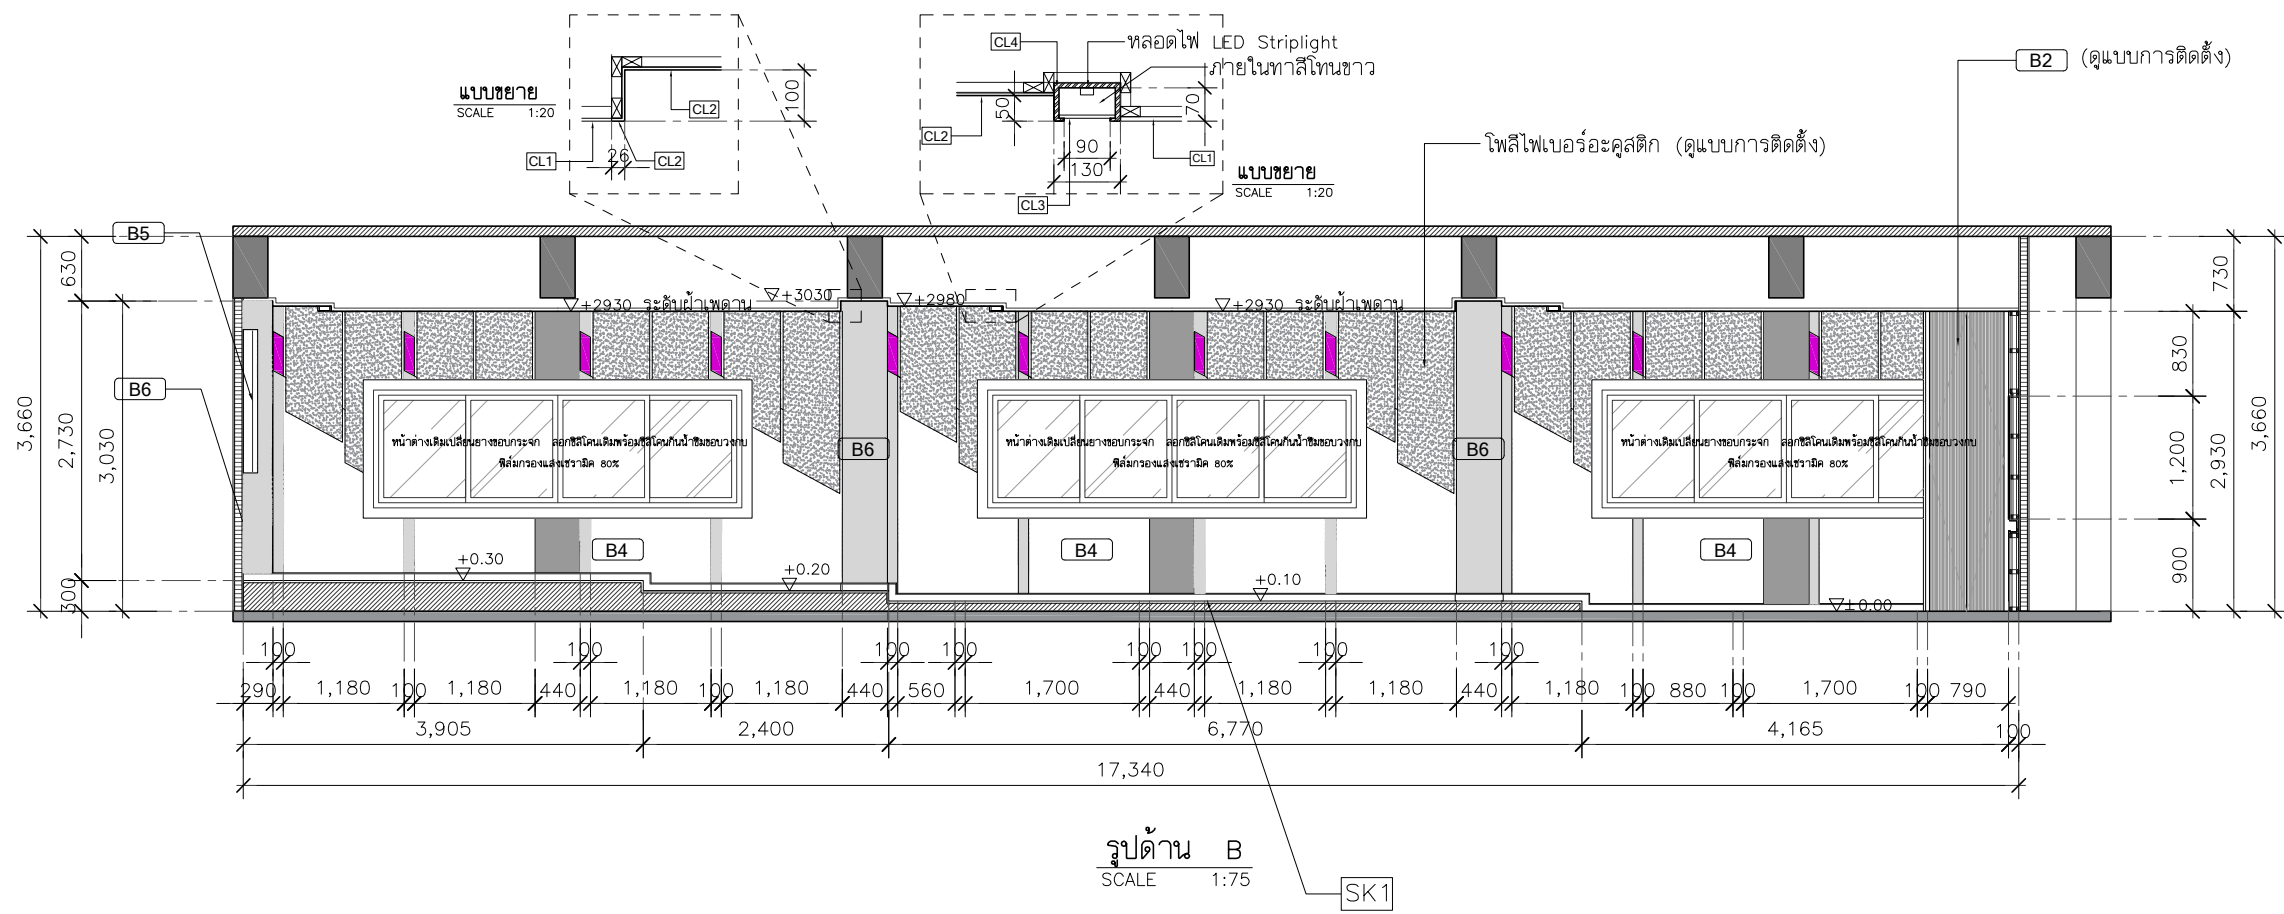 CL4
หลอดไฟ LED Striplight
ภายในทาสีโทนขาว
B2 (ดูแบบการติดตั้ง)
แบบขยาย
SCALE 1:20
100
CL2
CL1
26
CL2
50
70
CL2
90
130
CL1
CL3
แบบขยาย
SCALE 1:20
โพลีไฟเบอร์อะคูสติก (ดูแบบการติดตั้ง)
B5
B6
3,660
630
2,730
300
3,030
+2930 ระดับฝ้าเพดาน
+3030
+2980
+2930 ระดับฝ้าเพดาน
730
830
1,200
900
2,930
3,660
หน้าต่างเดิมเปลี่ยนยางขอบกระจก ลอกซิลิโคนเดิมพร้อมซิลิโคนกันน้ำซึมขอบวงกบ
ฟิล์มกรองแสงเซรามิค 80%
B6
หน้าต่างเดิมเปลี่ยนยางขอบกระจก ลอกซิลิโคนเดิมพร้อมซิลิโคนกันน้ำซึมขอบวงกบ
ฟิล์มกรองแสงเซรามิค 80%
B6
หน้าต่างเดิมเปลี่ยนยางขอบกระจก ลอกซิลิโคนเดิมพร้อมซิลิโคนกันน้ำซึมขอบวงกบ
ฟิล์มกรองแสงเซรามิค 80%
B4 B4 B4
+0.30 +0.20 +0.10 ±0.00
100 100 100 100 100 100 100 100
290 1,180 100 1,180 440 1,180 100 1,180 440 560 1,700 440 1,180 1,180 440 1,180 100 880 100 1,700 100 790
3,905 2,400 6,770 4,165 100
17,340
รูปด้าน B
SCALE 1:75
SK1